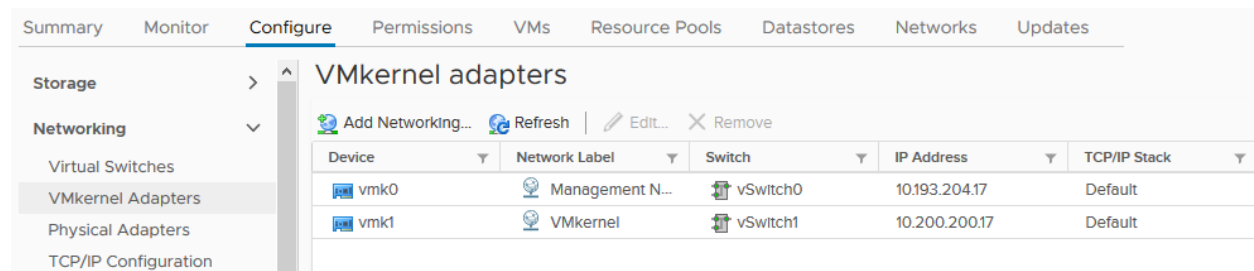 Summary Monitor Configure Permissions VMs Resource Pools Datastores Networks Updates
Storage
Networking
Virtual Switches
VMkernel Adapters
Physical Adapters
TCP/IP Configuration
VMkernel adapters
Add Networking... Refresh Edit... Remove
Device Network Label Switch IP Address TCP/IP Stack
vmk0 Management N... vSwitch0 10.193.204.17 Default
vmk1 VMkernel vSwitch1 10.200.200.17 Default